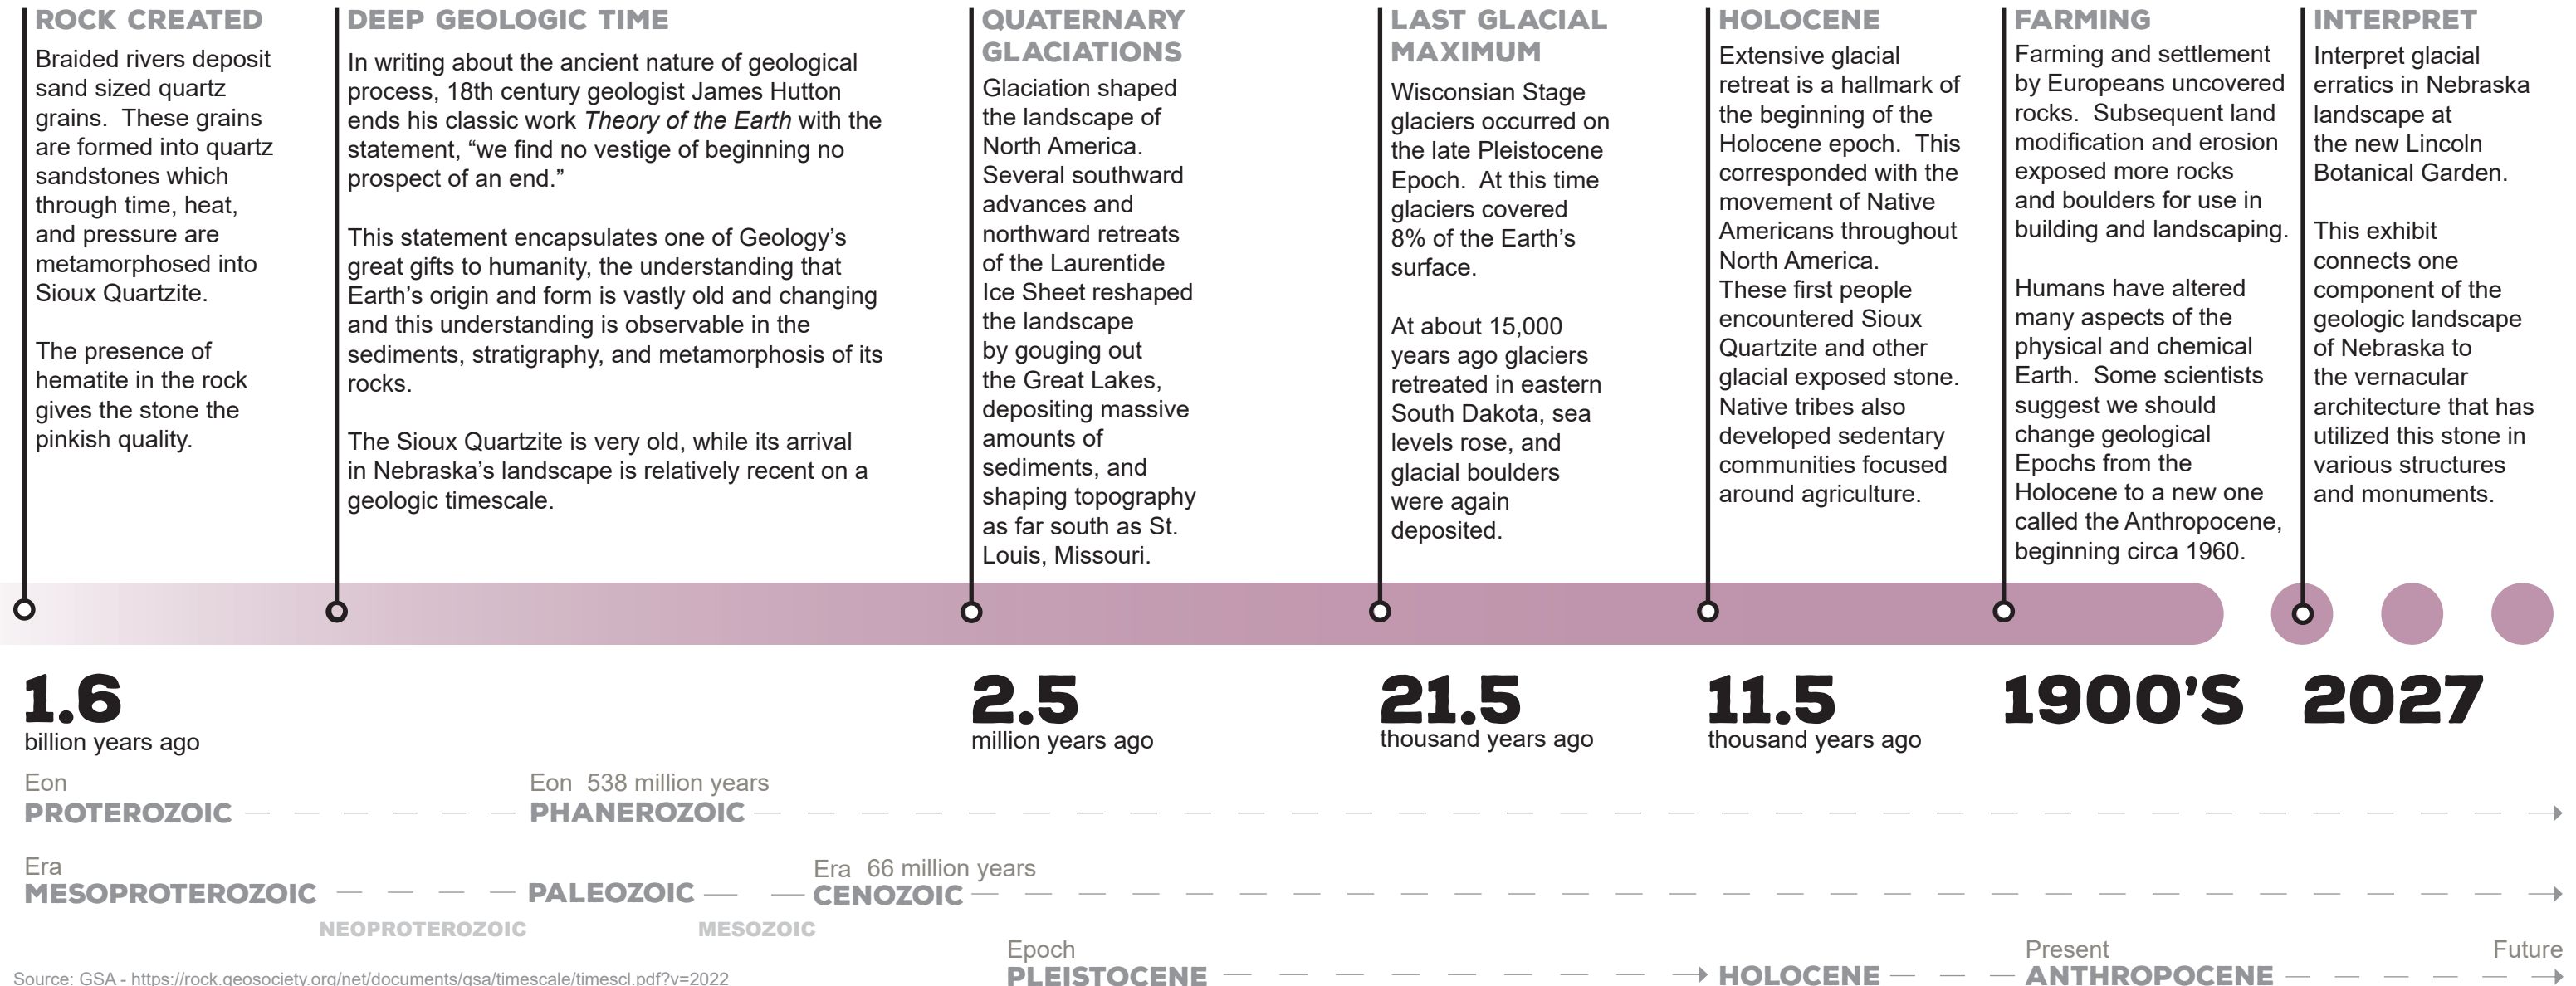 ROCK CREATED
Braided rivers deposit
sand sized quartz
grains.  These grains
are formed into quartz
sandstones which
through time, heat,
and pressure are
metamorphosed into
Sioux Quartzite.
The presence of
hematite in the rock
gives the stone the
pinkish quality.
DEEP GEOLOGIC TIME
In writing about the ancient nature of geological
process, 18th century geologist James Hutton
ends his classic work Theory of the Earth with the
statement, “we find no vestige of beginning no
prospect of an end.”
This statement encapsulates one of Geology’s
great gifts to humanity, the understanding that
Earth’s origin and form is vastly old and changing
and this understanding is observable in the
sediments, stratigraphy, and metamorphosis of its
rocks.
The Sioux Quartzite is very old, while its arrival
in Nebraska’s landscape is relatively recent on a
geologic timescale.
QUATERNARY
GLACIATIONS
Glaciation shaped
the landscape of
North America.
Several southward
advances and
northward retreats
of the Laurentide
Ice Sheet reshaped
the landscape
by gouging out
the Great Lakes,
depositing massive
amounts of
sediments, and
shaping topography
as far south as St.
Louis, Missouri.
LAST GLACIAL
MAXIMUM
Wisconsian Stage
glaciers occurred on
the late Pleistocene
Epoch.  At this time
glaciers covered
8% of the Earth’s
surface.
At about 15,000
years ago glaciers
retreated in eastern
South Dakota, sea
levels rose, and
glacial boulders
were again
deposited.
HOLOCENE
Extensive glacial
retreat is a hallmark of
the beginning of the
Holocene epoch.  This
corresponded with the
movement of Native
Americans throughout
North America.
These first people
encountered Sioux
Quartzite and other
glacial exposed stone.
Native tribes also
developed sedentary
communities focused
around agriculture.
FARMING
Farming and settlement
by Europeans uncovered
rocks.  Subsequent land
modification and erosion
exposed more rocks
and boulders for use in
building and landscaping.
Humans have altered
many aspects of the
physical and chemical
Earth.  Some scientists
suggest we should
change geological
Epochs from the
Holocene to a new one
called the Anthropocene,
beginning circa 1960.
INTERPRET
Interpret glacial
erratics in Nebraska
landscape at
the new Lincoln
Botanical Garden.
This exhibit
connects one
component of the
geologic landscape
of Nebraska to
the vernacular
architecture that has
utilized this stone in
various structures
and monuments.
1.6
billion years ago
2.5
million years ago
21.5
thousand years ago
11.5
thousand years ago
1900’S
2027
Eon
PROTEROZOIC
Eon  538 million years
PHANEROZOIC
Era
MESOPROTEROZOIC
NEOPROTEROZOIC
PALEOZOIC
MESOZOIC
Era  66 million years
CENOZOIC
Epoch
PLEISTOCENE
HOLOCENE
Present
ANTHROPOCENE
Future
Source: GSA - https://rock.geosociety.org/net/documents/gsa/timescale/timescl.pdf?v=2022